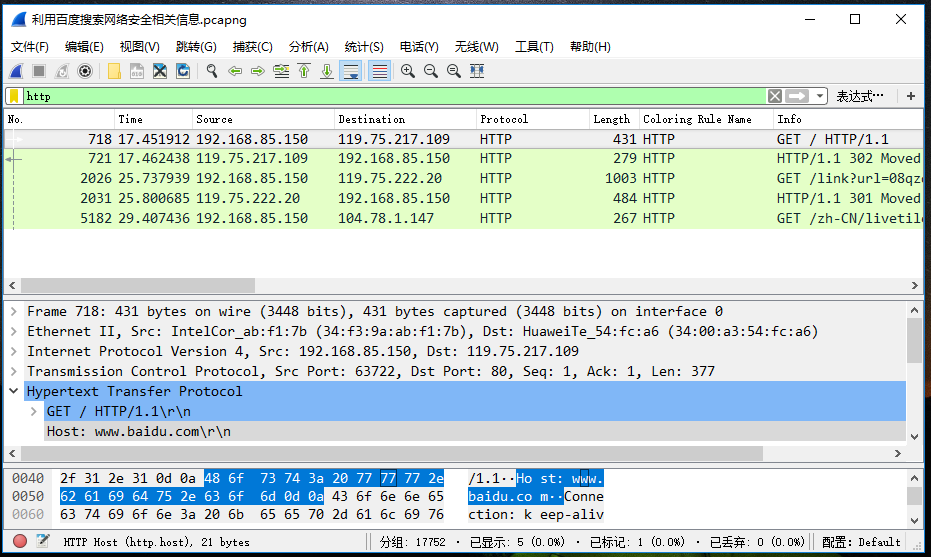 利用百度搜索网络安全相关信息.pcapng
文件(F) 编辑(E) 视图(V) 跳转(G) 捕获(C) 分析(A) 统计(S) 电话(Y) 无线(W) 工具(T) 帮助(H)
http 表达式… +
No. Time Source Destination Protocol Length Coloring Rule Name Info
718 17.451912 192.168.85.150 119.75.217.109 HTTP 431 HTTP GET / HTTP/1.1
721 17.462438 119.75.217.109 192.168.85.150 HTTP 279 HTTP HTTP/1.1 302 Moved
2026 25.737939 192.168.85.150 119.75.222.20 HTTP 1003 HTTP GET /link?url=08qz
2031 25.800685 119.75.222.20 192.168.85.150 HTTP 484 HTTP HTTP/1.1 301 Moved
5182 29.407436 192.168.85.150 104.78.1.147 HTTP 267 HTTP GET /zh-CN/livetil
Frame 718: 431 bytes on wire (3448 bits), 431 bytes captured (3448 bits) on interface 0
Ethernet II, Src: IntelCor_ab:f1:7b (34:f3:9a:ab:f1:7b), Dst: HuaweiTe_54:fc:a6 (34:00:a3:54:fc:a6)
Internet Protocol Version 4, Src: 192.168.85.150, Dst: 119.75.217.109
Transmission Control Protocol, Src Port: 63722, Dst Port: 80, Seq: 1, Ack: 1, Len: 377
Hypertext Transfer Protocol
GET / HTTP/1.1\r\n
Host: www.baidu.com\r\n
0040 2f 31 2e 31 0d 0a 48 6f 73 74 3a 20 77 77 77 2e /1.1··Ho st: www.
0050 62 61 69 64 75 2e 63 6f 6d 0d 0a 43 6f 6e 6e 65 baidu.co m··Conne
0060 63 74 69 6f 6e 3a 20 6b 65 65 70 2d 61 6c 69 76 ction: k eep-aliv
HTTP Host (http.host), 21 bytes 分组: 17752 · 已显示: 5 (0.0%) · 已标记: 1 (0.0%) · 已丢弃: 0 (0.0%) 配置: Default